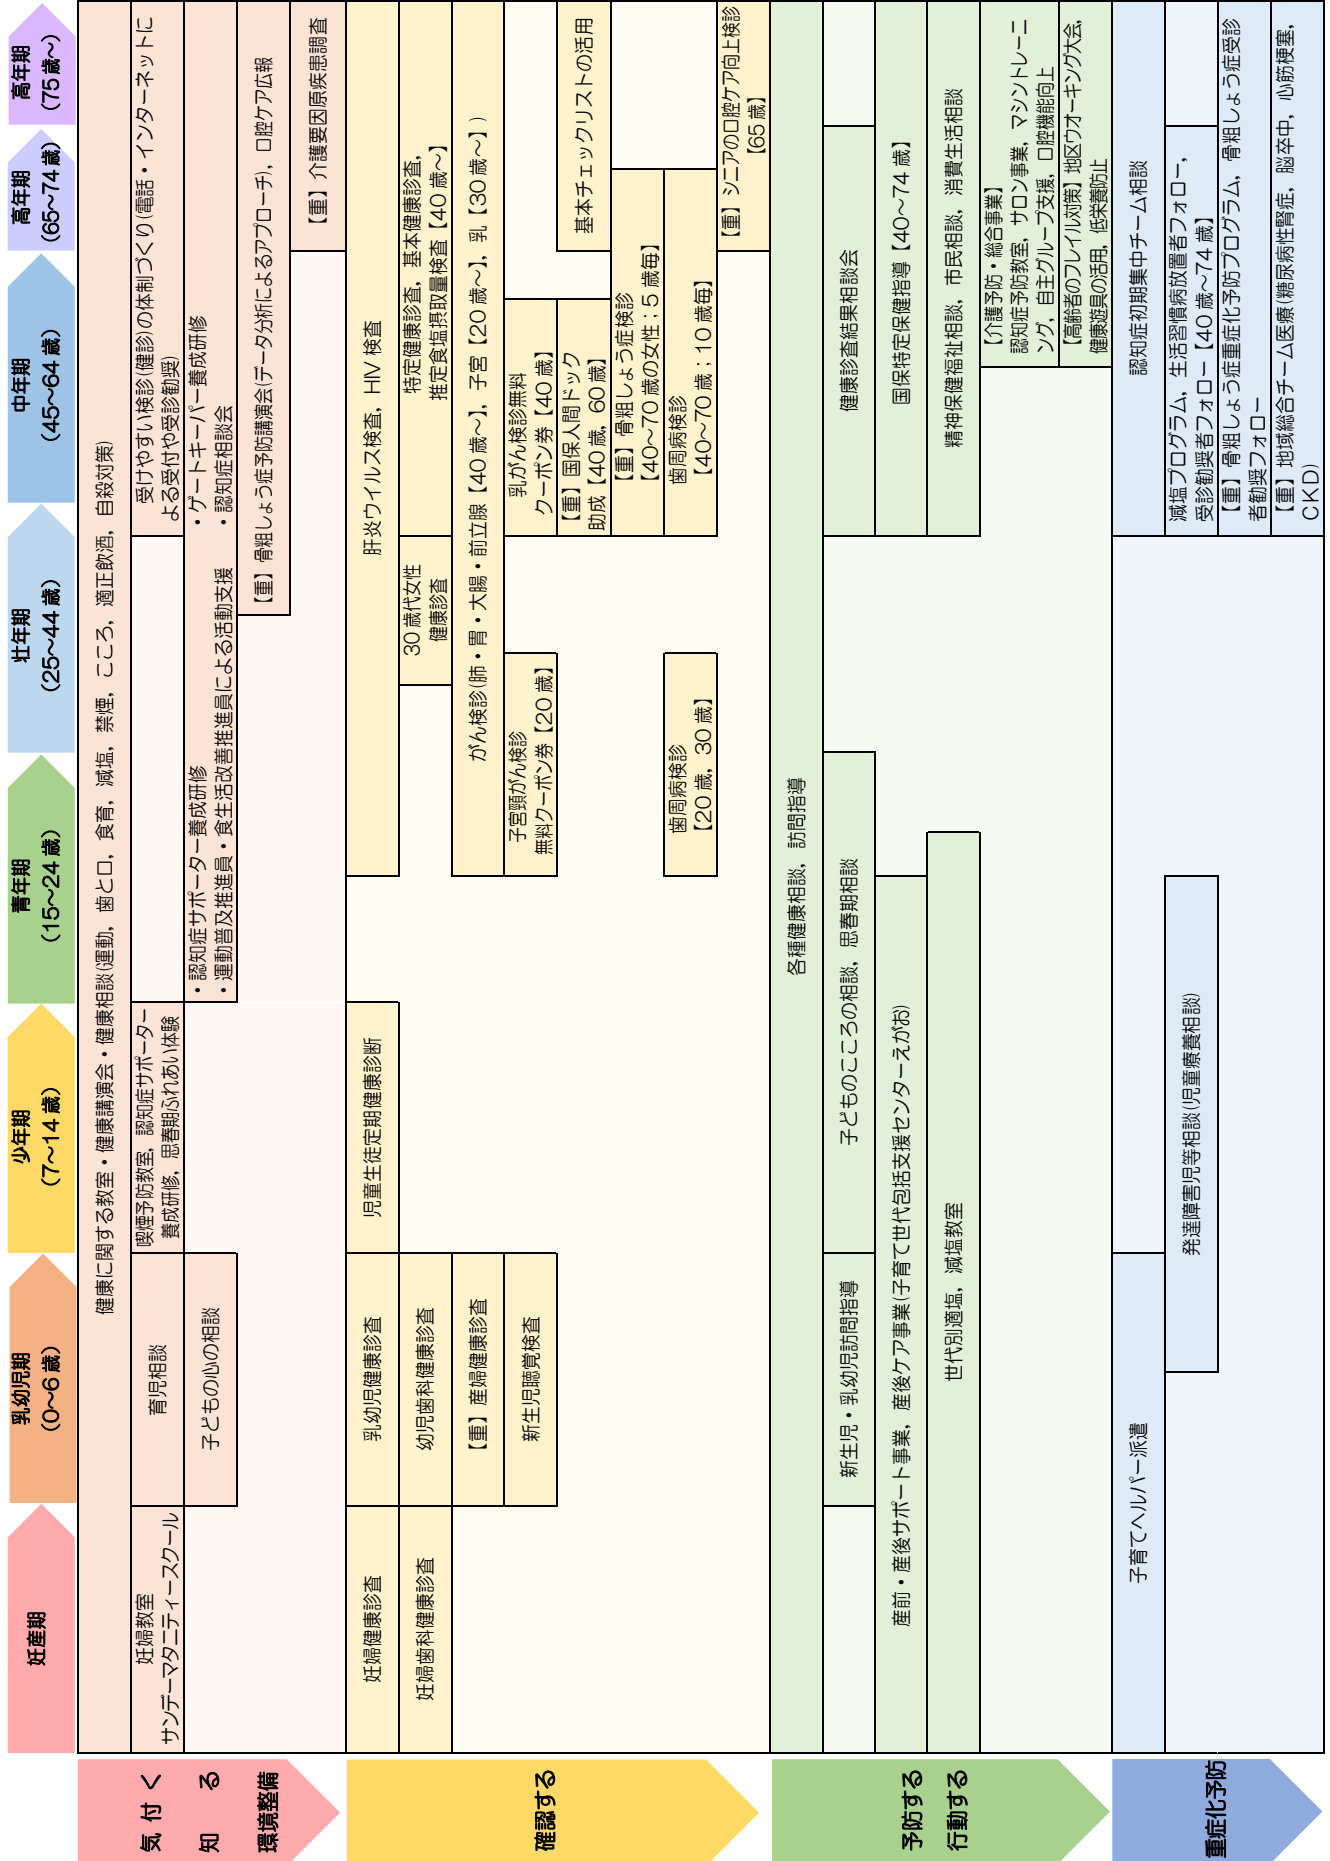 妊産期
乳幼児期
（0～6歳）
少年期
（7～14歳）
青年期
（15～24歳）
壮年期
（25～44歳）
中年期
（45～64歳）
高年期
（65～74歳）
高年期
（75歳～）
気付く
知る
環境整備
健康に関する教室・健康講演会・健康相談（運動，歯と口，食育，減塩，禁煙，こころ，適正飲酒，自殺対策）
妊婦教室
サンデーマタニティースクール
育児相談
喫煙予防教室，認知症サポーター
養成研修，思春期ふれあい体験
受けやすい検診（健診）の体制づくり（電話・インターネットに
よる受付や受診勧奨）
子どもの心の相談
・認知症サポーター養成研修
・ゲートキーパー養成研修
・運動普及推進員・食生活改善推進員による活動支援
・認知症相談会
【重】骨粗しょう症予防講演会（データ分析によるアプローチ），口腔ケア広報
【重】介護要因原疾患調査
確認する
妊婦健康診査
乳幼児健康診査
児童生徒定期健康診断
肝炎ウイルス検査，HIV検査
妊婦歯科健康診査
幼児歯科健康診査
30歳代女性
健康診査
特定健康診査，基本健康診査，
推定食塩摂取量検査【40歳～】
【重】産婦健康診査
がん検診（肺・胃・大腸・前立腺【40歳～】，子宮【20歳～】，乳【30歳～】）
新生児聴覚検査
子宮頸がん検診
無料クーポン券【20歳】
乳がん検診無料
クーポン券【40歳】
【重】国保人間ドック
助成【40歳，60歳】
基本チェックリストの活用
【重】骨粗しょう症検診
【40～70歳の女性；5歳毎】
歯周病検診
【20歳，30歳】
歯周病検診
【40～70歳；10歳毎】
【重】シニアの口腔ケア向上検診
【65歳】
予防する
行動する
各種健康相談，訪問指導
新生児・乳幼児訪問指導
子どものこころの相談，思春期相談
健康診査結果相談会
産前・産後サポート事業，産後ケア事業（子育て世代包括支援センターえがお）
国保特定保健指導【40～74歳】
世代別適塩，減塩教室
精神保健福祉相談，市民相談，消費生活相談
【介護予防・総合事業】
認知症予防教室，サロン事業，マシントレーニ
ング，自主グループ支援，口腔機能向上
【高齢者のフレイル対策】地区ウオーキング大会，
健康遊具の活用，低栄養防止
重症化予防
子育てヘルパー派遣
認知症初期集中チーム相談
発達障害児等相談（児童療養相談）
減塩プログラム，生活習慣病放置者フォロー，
受診勧奨者フォロー【40歳～74歳】
【重】骨粗しょう症重症化予防プログラム，骨粗しょう症受診
者勧奨フォロー
【重】地域総合チーム医療（糖尿病性腎症，脳卒中，心筋梗塞，
CKD）